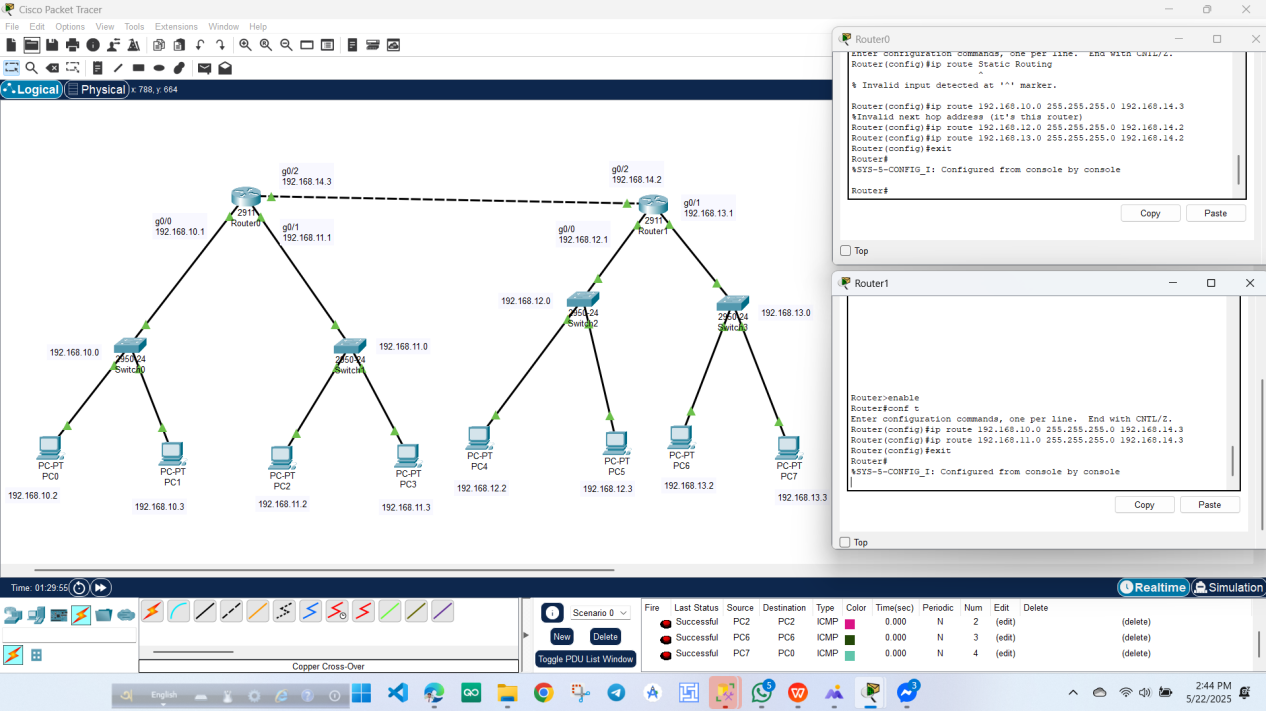 Cisco Packet Tracer
File Edit Options View Tools Extensions Window Help
Logical Physical x: 788, y: 664
g0/2
192.168.14.3
g0/2
192.168.14.2
2911
Router0
g0/0
192.168.10.1
g0/1
192.168.11.1
2911
Router1
g0/1
192.168.13.1
g0/0
192.168.12.1
192.168.10.0
2950-24
Switch0
2950-24
Switch1
192.168.11.0
192.168.12.0
2950-24
Switch2
2950-24
Switch3
192.168.13.0
PC-PT
PC0
192.168.10.2
PC-PT
PC1
192.168.10.3
PC-PT
PC2
192.168.11.2
PC-PT
PC3
192.168.11.3
PC-PT
PC4
192.168.12.2
PC-PT
PC5
192.168.12.3
PC-PT
PC6
192.168.13.2
PC-PT
PC7
192.168.13.3
Router0
Enter configuration commands, one per line. End with CNTL/Z.
Router(config)#ip route Static Routing
^
% Invalid input detected at '^' marker.
Router(config)#ip route 192.168.10.0 255.255.255.0 192.168.14.3
%Invalid next hop address (it's this router)
Router(config)#ip route 192.168.12.0 255.255.255.0 192.168.14.2
Router(config)#ip route 192.168.13.0 255.255.255.0 192.168.14.2
Router(config)#exit
Router#
%SYS-5-CONFIG_I: Configured from console by console
Router#
Copy Paste
Top
Router1
Router>enable
Router#conf t
Enter configuration commands, one per line. End with CNTL/Z.
Router(config)#ip route 192.168.10.0 255.255.255.0 192.168.14.3
Router(config)#ip route 192.168.11.0 255.255.255.0 192.168.14.3
Router(config)#exit
Router#
%SYS-5-CONFIG_I: Configured from console by console
Copy Paste
Top
Time: 01:29:55
Realtime Simulation
Copper Cross-Over
Scenario 0
New Delete
Toggle PDU List Window
Fire Last Status Source Destination Type Color Time(sec) Periodic Num Edit Delete
Successful PC2 PC2 ICMP 0.000 N 2 (edit) (delete)
Successful PC6 PC6 ICMP 0.000 N 3 (edit) (delete)
Successful PC7 PC0 ICMP 0.000 N 4 (edit) (delete)
English
5
3
2:44 PM
5/22/2025